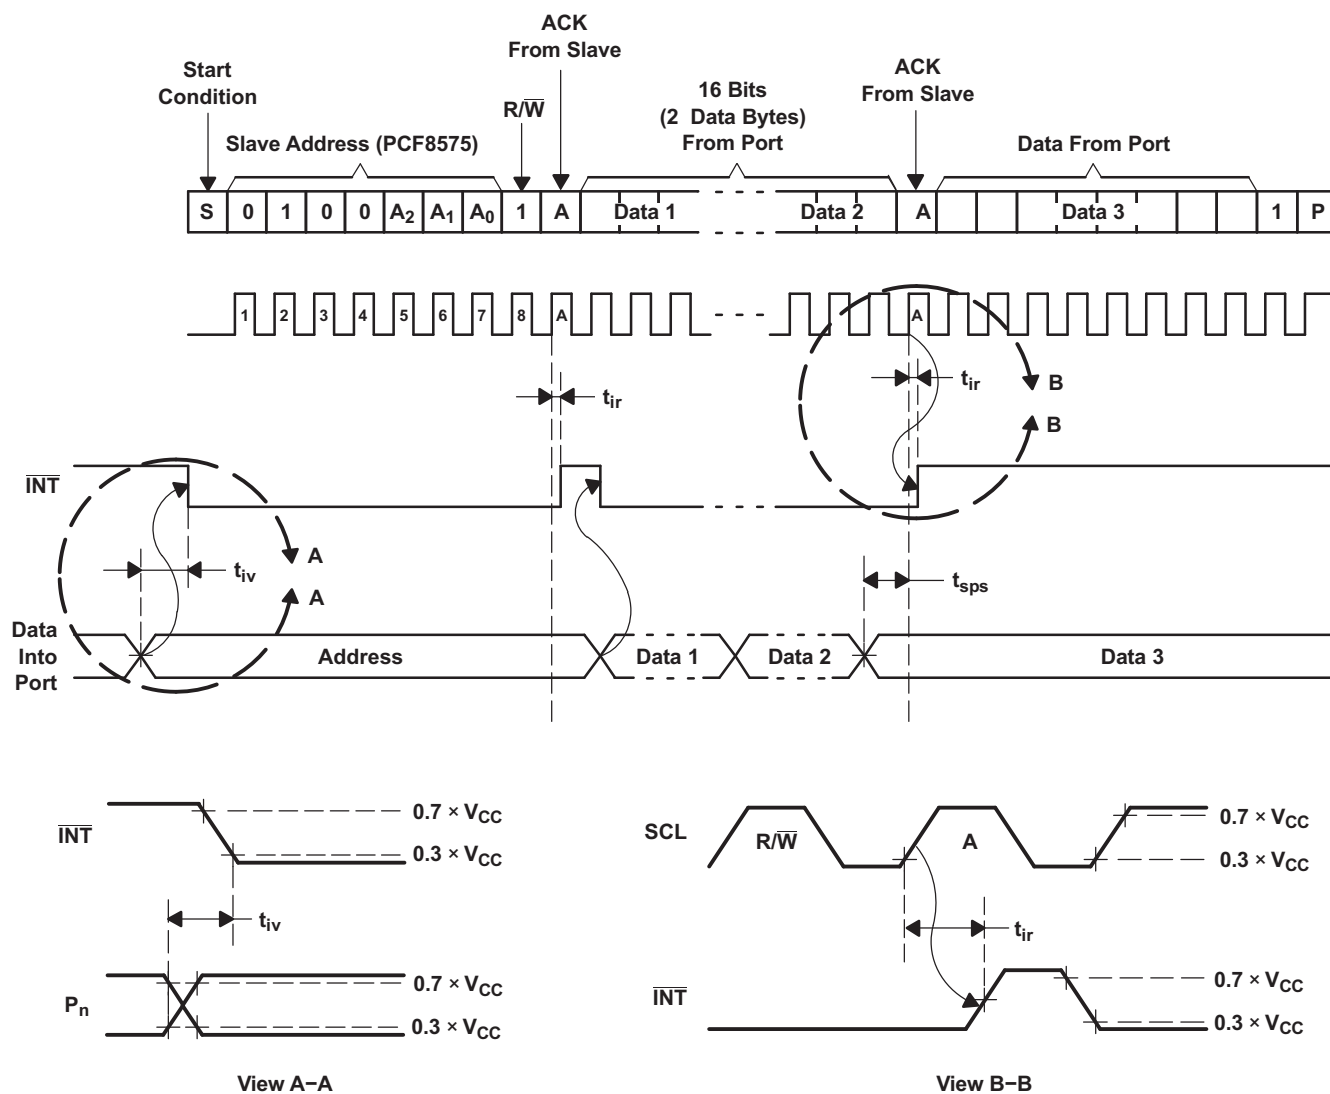 ACK
From Slave
Start
Condition
R/W̅
ACK
From Slave
16 Bits
(2 Data Bytes)
From Port
Slave Address (PCF8575)
Data From Port
S 0 1 0 0 A2 A1 A0 1 A Data 1 Data 2 A Data 3 1 P
1 2 3 4 5 6 7 8 A A
tir
tir
B
B
I̅N̅T̅
tiv
A
A
tsps
Data
Into
Port
Address Data 1 Data 2 Data 3
I̅N̅T̅
0.7 × VCC
0.3 × VCC
tiv
Pn
0.7 × VCC
0.3 × VCC
View A–A
SCL
R/W̅
A
0.7 × VCC
0.3 × VCC
tir
I̅N̅T̅
0.7 × VCC
0.3 × VCC
View B–B